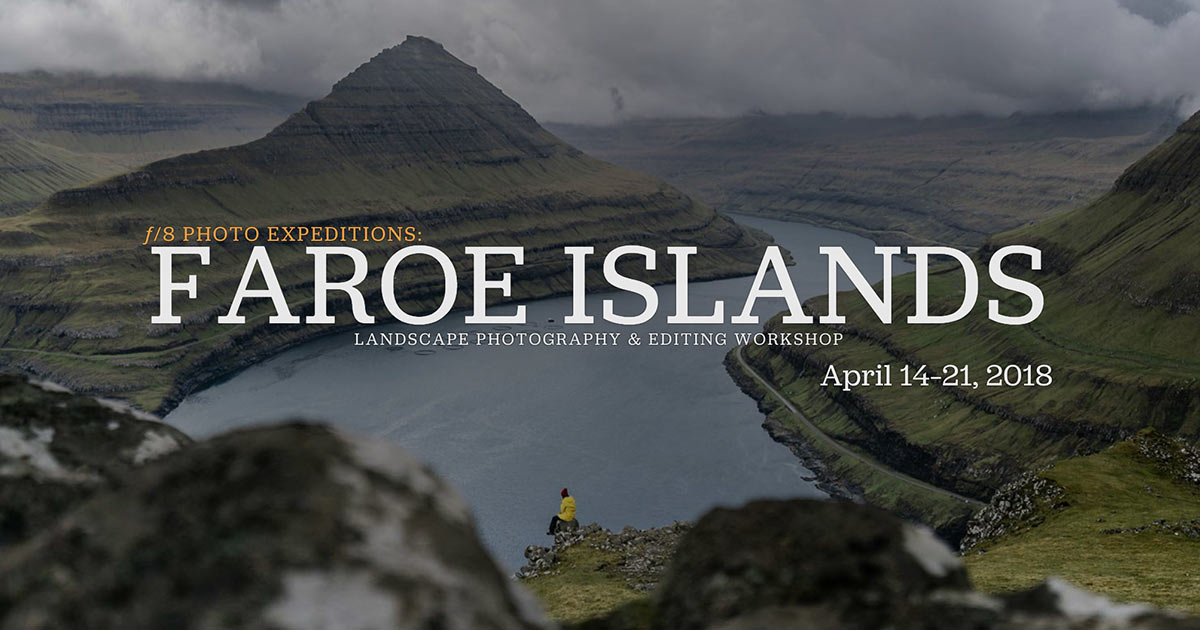 f/8 PHOTO EXPEDITIONS:
FAROE ISLANDS
LANDSCAPE PHOTOGRAPHY & EDITING WORKSHOP
April 14-21, 2018